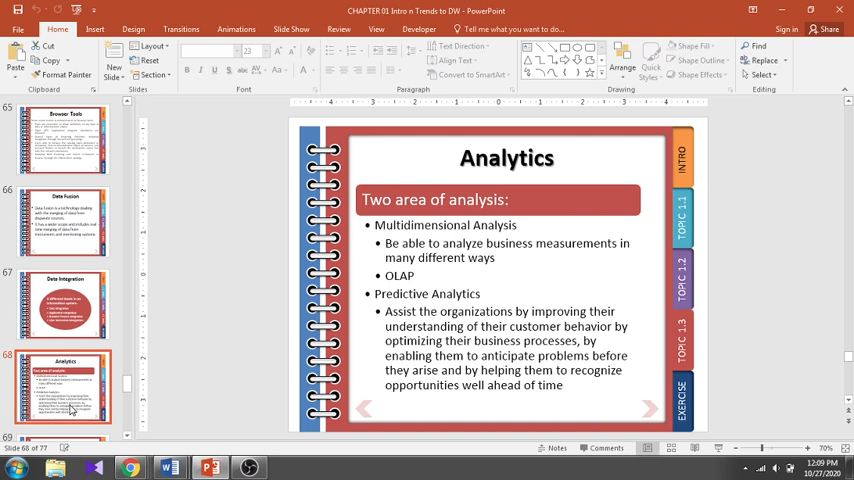 CHAPTER 01 Intro n Trends to DW - PowerPoint
File
Home
Insert
Design
Transitions
Animations
Slide Show
Review
View
Developer
Tell me what you want to do...
Sign in
Share
Paste
Cut
Copy
Format Painter
Clipboard
New
Slide
Layout
Reset
Section
Slides
23
Font
Text Direction
Align Text
Convert to SmartArt
Paragraph
Arrange
Quick
Styles
Shape Fill
Shape Outline
Shape Effects
Drawing
Find
Replace
Select
Editing
65
Browser Tools
66
Data Fusion
67
Data Integration
68
Analytics
69
Analytics
Two area of analysis:
• Multidimensional Analysis
• Be able to analyze business measurements in
many different ways
• OLAP
• Predictive Analytics
• Assist the organizations by improving their
understanding of their customer behavior by
optimizing their business processes, by
enabling them to anticipate problems before
they arise and by helping them to recognize
opportunities well ahead of time
INTRO
TOPIC 1.1
TOPIC 1.2
TOPIC 1.3
EXERCISE
Slide 68 of 77
Notes
Comments
70%
12:09 PM
10/27/2020